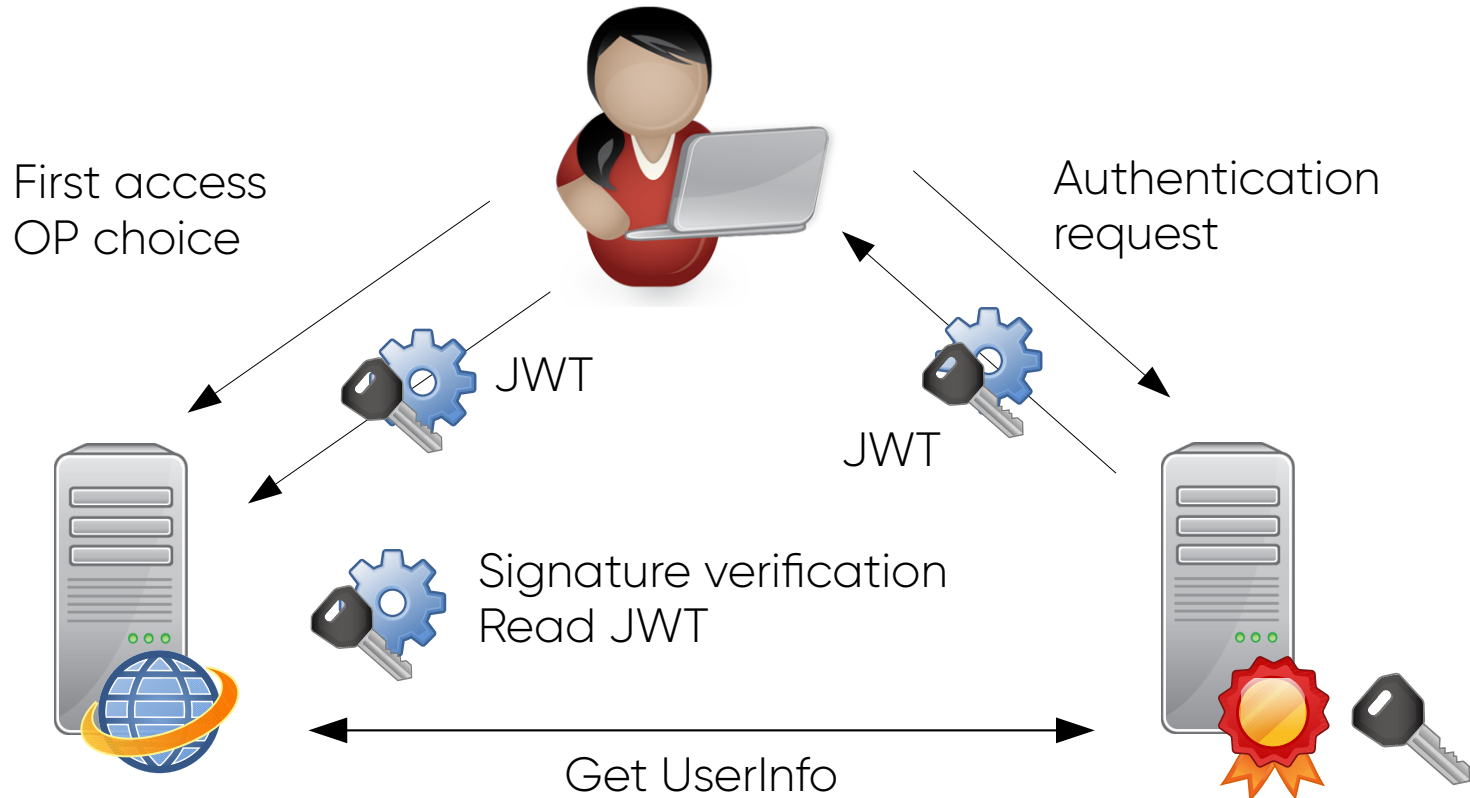 First access
OP choice
Authentication
request
JWT
JWT
Signature verification
Read JWT
Get UserInfo